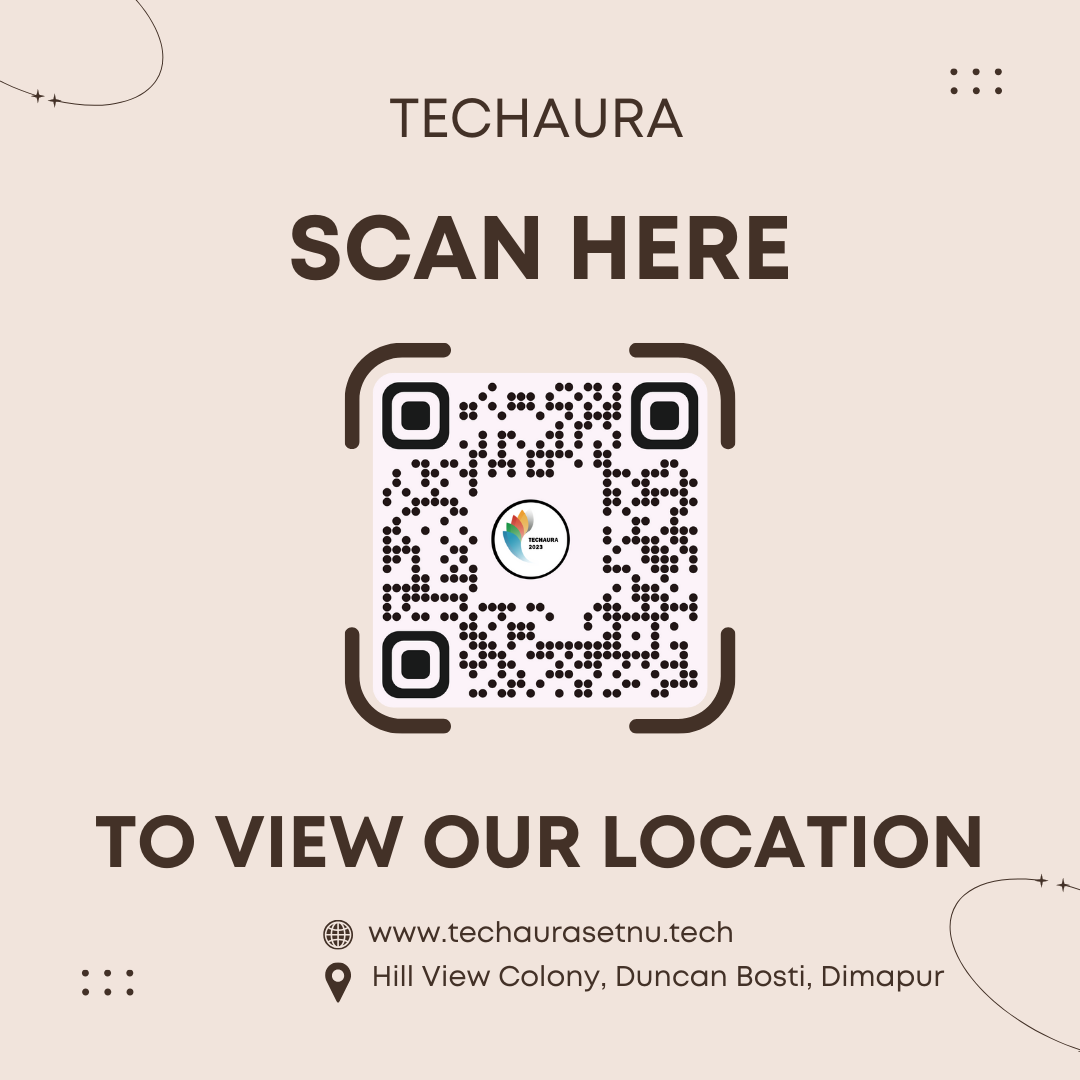 TECHAURA
SCAN HERE
TECHAURA
2023
TO VIEW OUR LOCATION
www.techaurasetnu.tech
Hill View Colony, Duncan Bosti, Dimapur